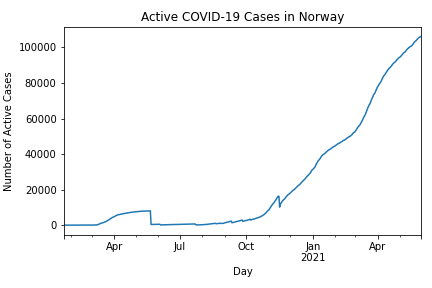 Active COVID-19 Cases in Norway
Number of Active Cases
100000
80000
60000
40000
20000
0
Apr
Jul
Oct
Jan
2021
Apr
Day